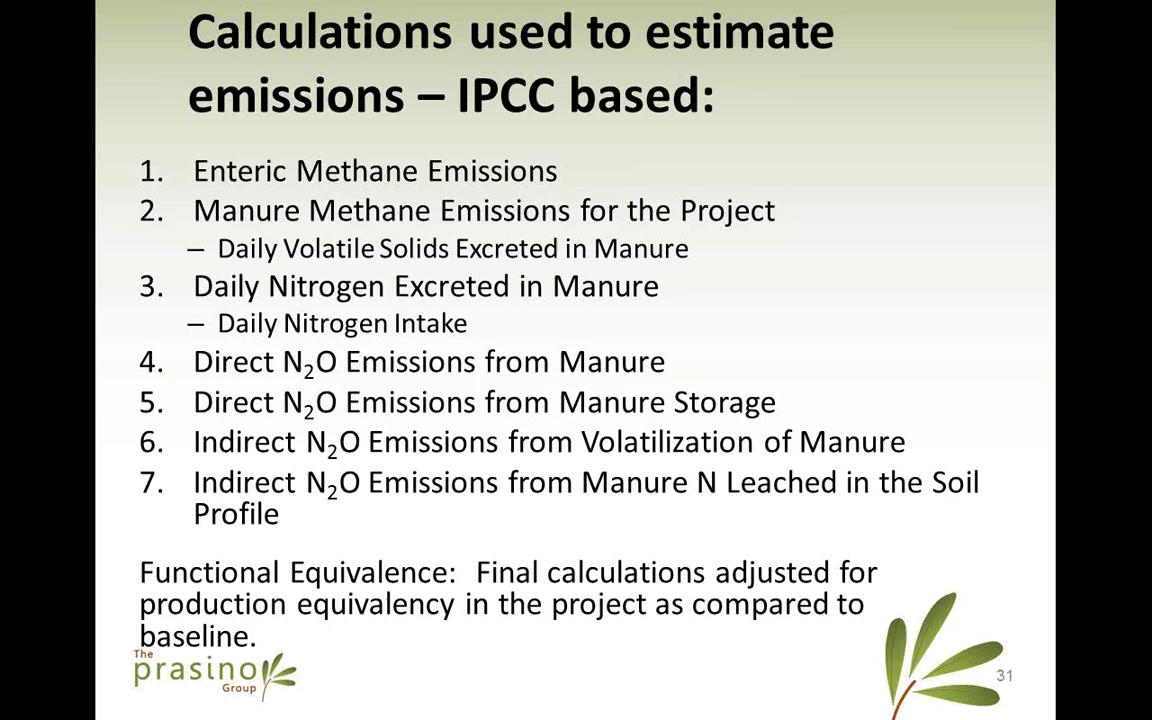 Calculations used to estimate
emissions – IPCC based:
1. Enteric Methane Emissions
2. Manure Methane Emissions for the Project
– Daily Volatile Solids Excreted in Manure
3. Daily Nitrogen Excreted in Manure
– Daily Nitrogen Intake
4. Direct N₂O Emissions from Manure
5. Direct N₂O Emissions from Manure Storage
6. Indirect N₂O Emissions from Volatilization of Manure
7. Indirect N₂O Emissions from Manure N Leached in the Soil
Profile
Functional Equivalence:  Final calculations adjusted for
production equivalency in the project as compared to
baseline.
The
prasino
Group
31